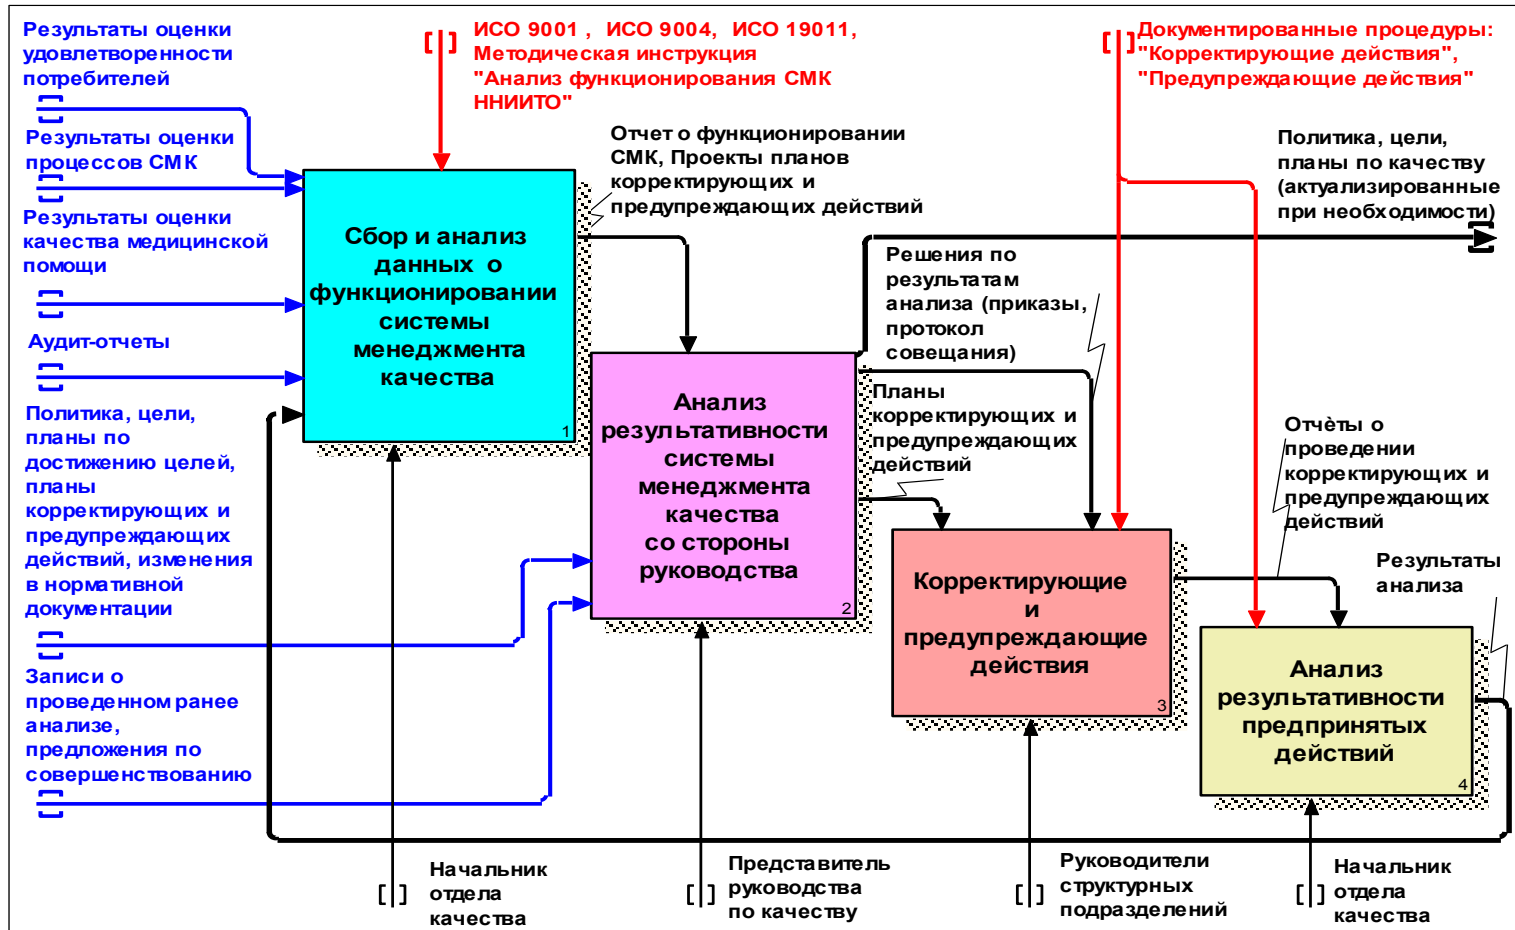 Результаты оценки
удовлетворенности
потребителей
Результаты оценки
процессов СМК
Результаты оценки
качества медицинской
помощи
Аудит-отчеты
Политика, цели,
планы по
достижению целей,
планы
корректирующих и
предупреждающих
действий, изменения
в нормативной
документации
Записи о
проведенном ранее
анализе,
предложения по
совершенствованию
ИСО 9001 , ИСО 9004, ИСО 19011,
Методическая инструкция
"Анализ функционирования СМК
ННИИТО"
Документированные процедуры:
"Корректирующие действия",
"Предупреждающие действия"
Отчет о функционировании
СМК, Проекты планов
корректирующих и
предупреждающих действий
Политика, цели,
планы по качеству
(актуализированные
при необходимости)
Сбор и анализ
данных о
функционировании
системы
менеджмента
качества
1
Решения по
результатам
анализа (приказы,
протокол
совещания)
Анализ
результативности
системы
менеджмента
качества
со стороны
руководства
2
Планы
корректирующих и
предупреждающих
действий
Корректирующие
и
предупреждающие
действия
3
Отчѐты о
проведении
корректирующих и
предупреждающих
действий
Результаты
анализа
Анализ
результативности
предпринятых
действий
4
Начальник
отдела
качества
Представитель
руководства
по качеству
Руководители
структурных
подразделений
Начальник
отдела
качества